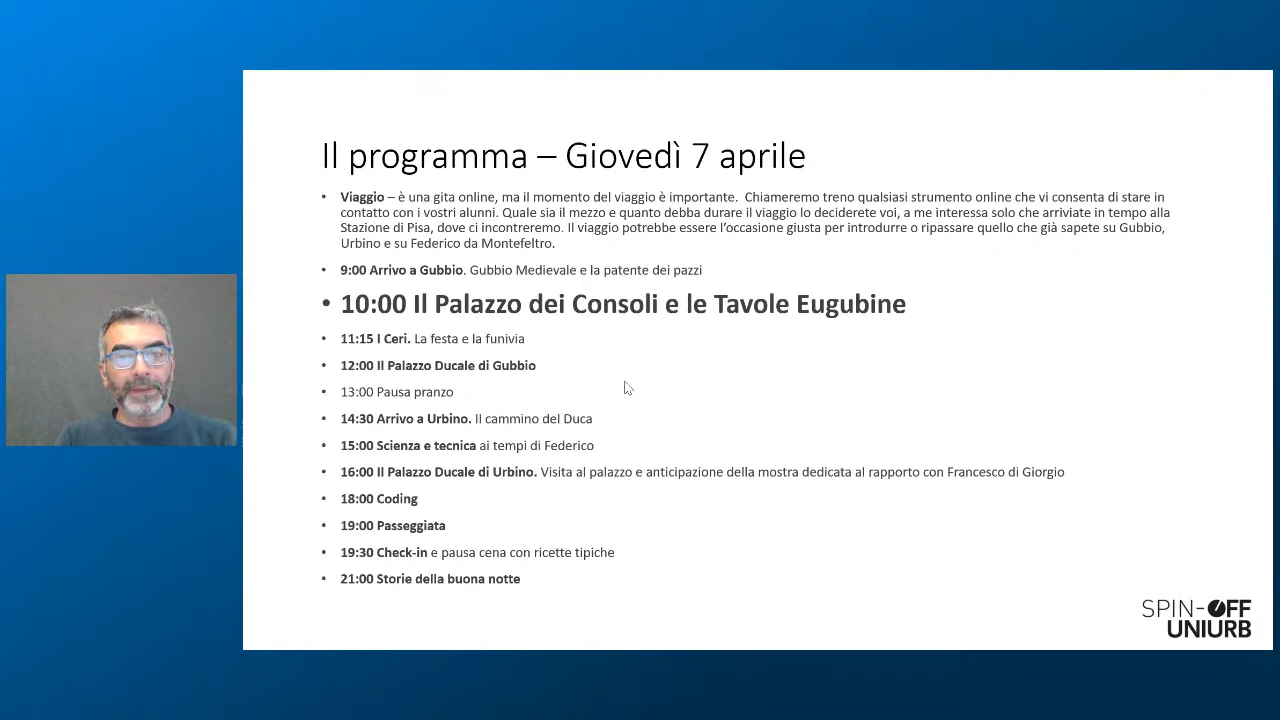 Il programma – Giovedì 7 aprile
• Viaggio – è una gita online, ma il momento del viaggio è importante.  Chiameremo treno qualsiasi strumento online che vi consenta di stare in
contatto con i vostri alunni. Quale sia il mezzo e quanto debba durare il viaggio lo deciderete voi, a me interessa solo che arriviate in tempo alla
Stazione di Pisa, dove ci incontreremo. Il viaggio potrebbe essere l'occasione giusta per introdurre o ripassare quello che già sapete su Gubbio,
Urbino e su Federico da Montefeltro.
• 9:00 Arrivo a Gubbio. Gubbio Medievale e la patente dei pazzi
• 10:00 Il Palazzo dei Consoli e le Tavole Eugubine
• 11:15 I Ceri. La festa e la funivia
• 12:00 Il Palazzo Ducale di Gubbio
• 13:00 Pausa pranzo
• 14:30 Arrivo a Urbino. Il cammino del Duca
• 15:00 Scienza e tecnica ai tempi di Federico
• 16:00 Il Palazzo Ducale di Urbino. Visita al palazzo e anticipazione della mostra dedicata al rapporto con Francesco di Giorgio
• 18:00 Coding
• 19:00 Passeggiata
• 19:30 Check-in e pausa cena con ricette tipiche
• 21:00 Storie della buona notte
SPIN-OFF
UNIURB